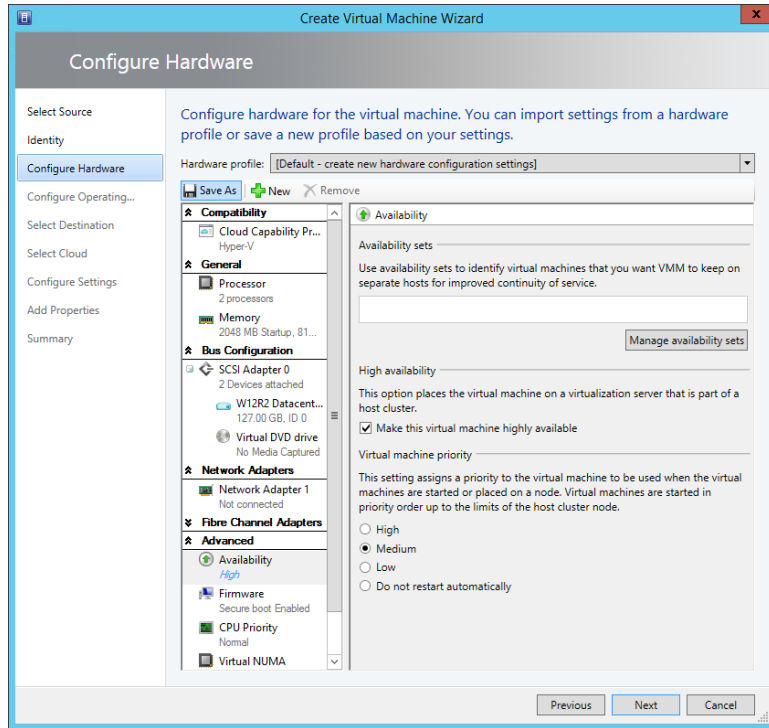 Create Virtual Machine Wizard
x
Configure Hardware
Select Source
Identity
Configure Hardware
Configure Operating...
Select Destination
Select Cloud
Configure Settings
Add Properties
Summary
Configure hardware for the virtual machine. You can import settings from a hardware
profile or save a new profile based on your settings.
Hardware profile: [Default - create new hardware configuration settings]
Save As New Remove
Compatibility
Cloud Capability Pr...
Hyper-V
General
Processor
2 processors
Memory
2048 MB Startup, 81...
Bus Configuration
SCSI Adapter 0
2 Devices attached
W12R2 Datacent...
127.00 GB, ID 0
Virtual DVD drive
No Media Captured
Network Adapters
Network Adapter 1
Not connected
Fibre Channel Adapters
Advanced
Availability
High
Firmware
Secure boot Enabled
CPU Priority
Normal
Virtual NUMA
Availability
Availability sets
Use availability sets to identify virtual machines that you want VMM to keep on
separate hosts for improved continuity of service.
Manage availability sets
High availability
This option places the virtual machine on a virtualization server that is part of a
host cluster.
Make this virtual machine highly available
Virtual machine priority
This setting assigns a priority to the virtual machine to be used when the virtual
machines are started or placed on a node. Virtual machines are started in
priority order up to the limits of the host cluster node.
High
Medium
Low
Do not restart automatically
Previous Next Cancel